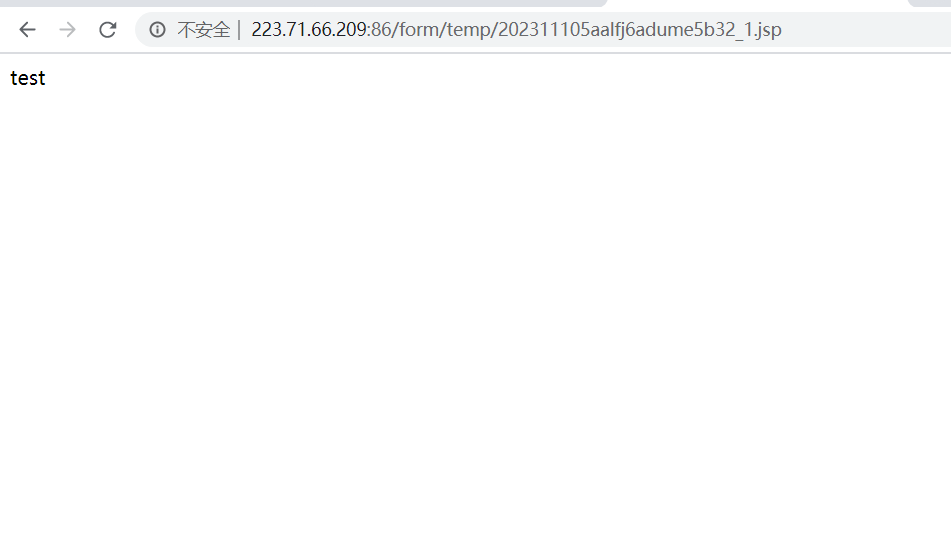 不安全 | 223.71.66.209:86/form/temp/202311105aalfj6adume5b32_1.jsp
test